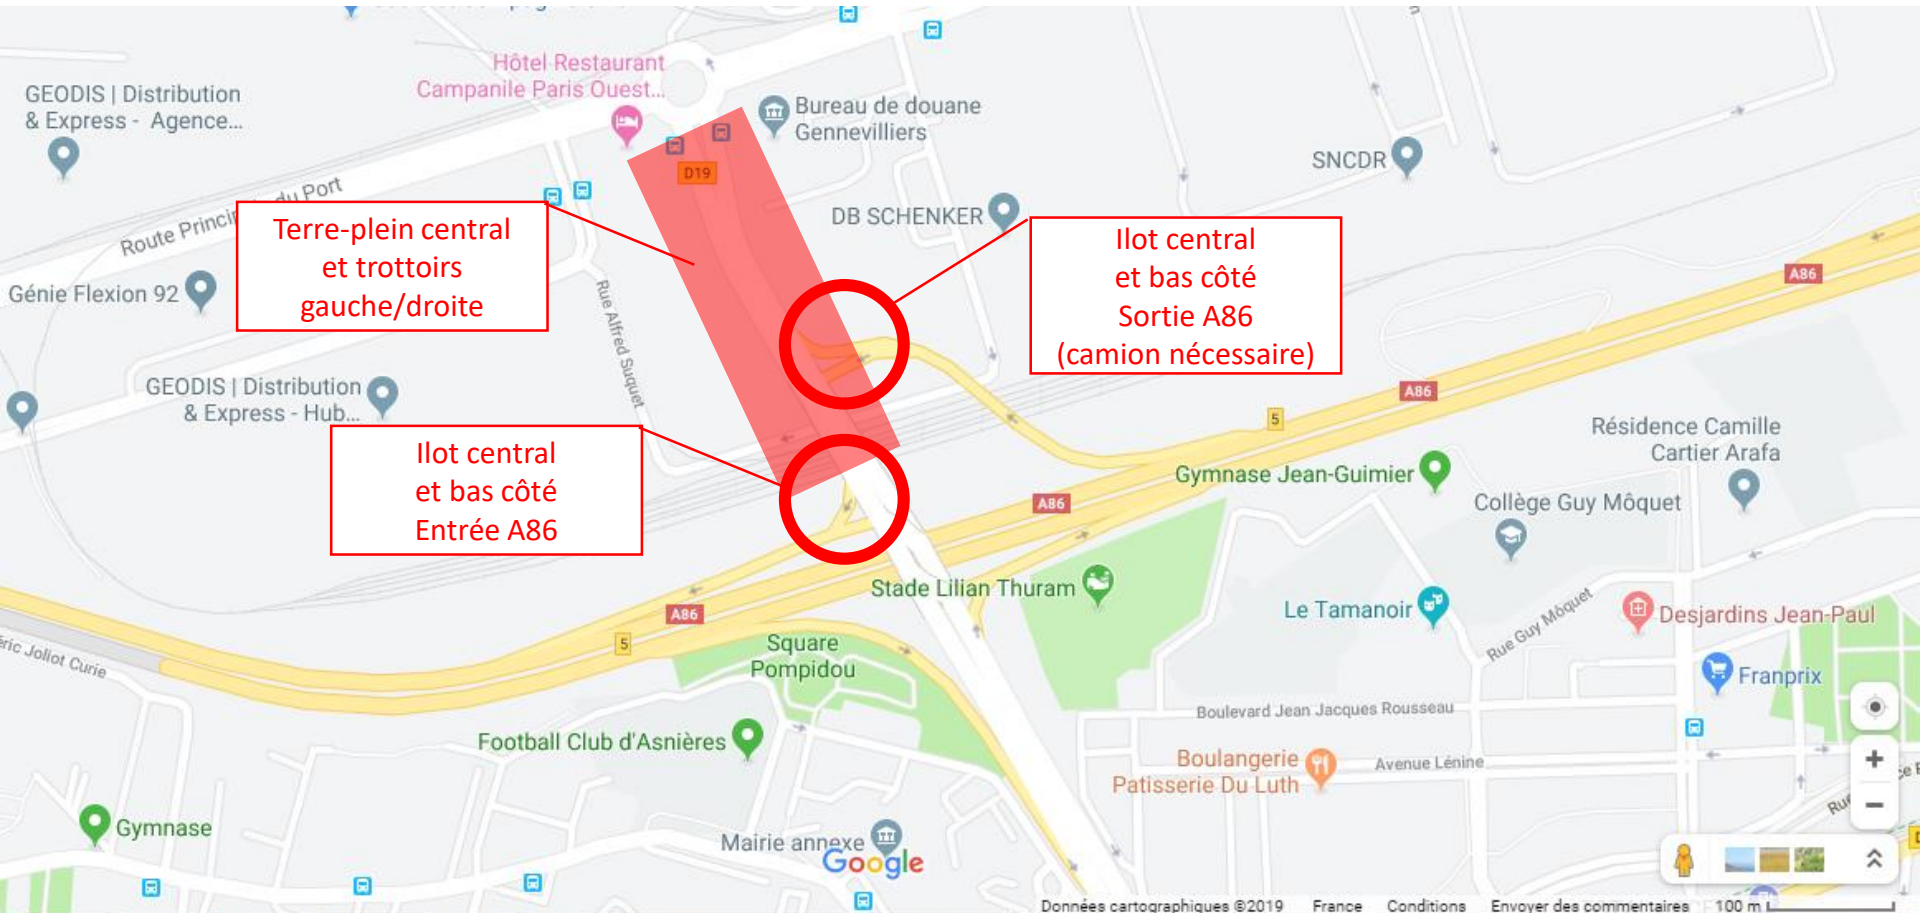 Hôtel Restaurant
Campanile Paris Ouest...
GEODIS | Distribution
& Express - Agence...
Bureau de douane
Gennevilliers
SNCDR
D19
Route Princi
du Port
DB SCHENKER
Terre-plein central
et trottoirs
gauche/droite
Ilot central
et bas côté
Sortie A86
(camion nécessaire)
Génie Flexion 92
Rue Alfred Suquet
A86
GEODIS | Distribution
& Express - Hub...
A86
5
Résidence Camille
Cartier Arafa
Ilot central
et bas côté
Entrée A86
Gymnase Jean-Guimier
A86
Collège Guy Môquet
Stade Lilian Thuram
Le Tamanoir
Rue Guy Môquet
Desjardins Jean-Paul
A86
5
Square
Pompidou
éric Joliot Curie
Franprix
Boulevard Jean Jacques Rousseau
Football Club d'Asnières
Boulangerie
Patisserie Du Luth
Avenue Lénine
Gymnase
Mairie annexe
Google
Données cartographiques ©2019 France Conditions Envoyer des commentaires 100 m